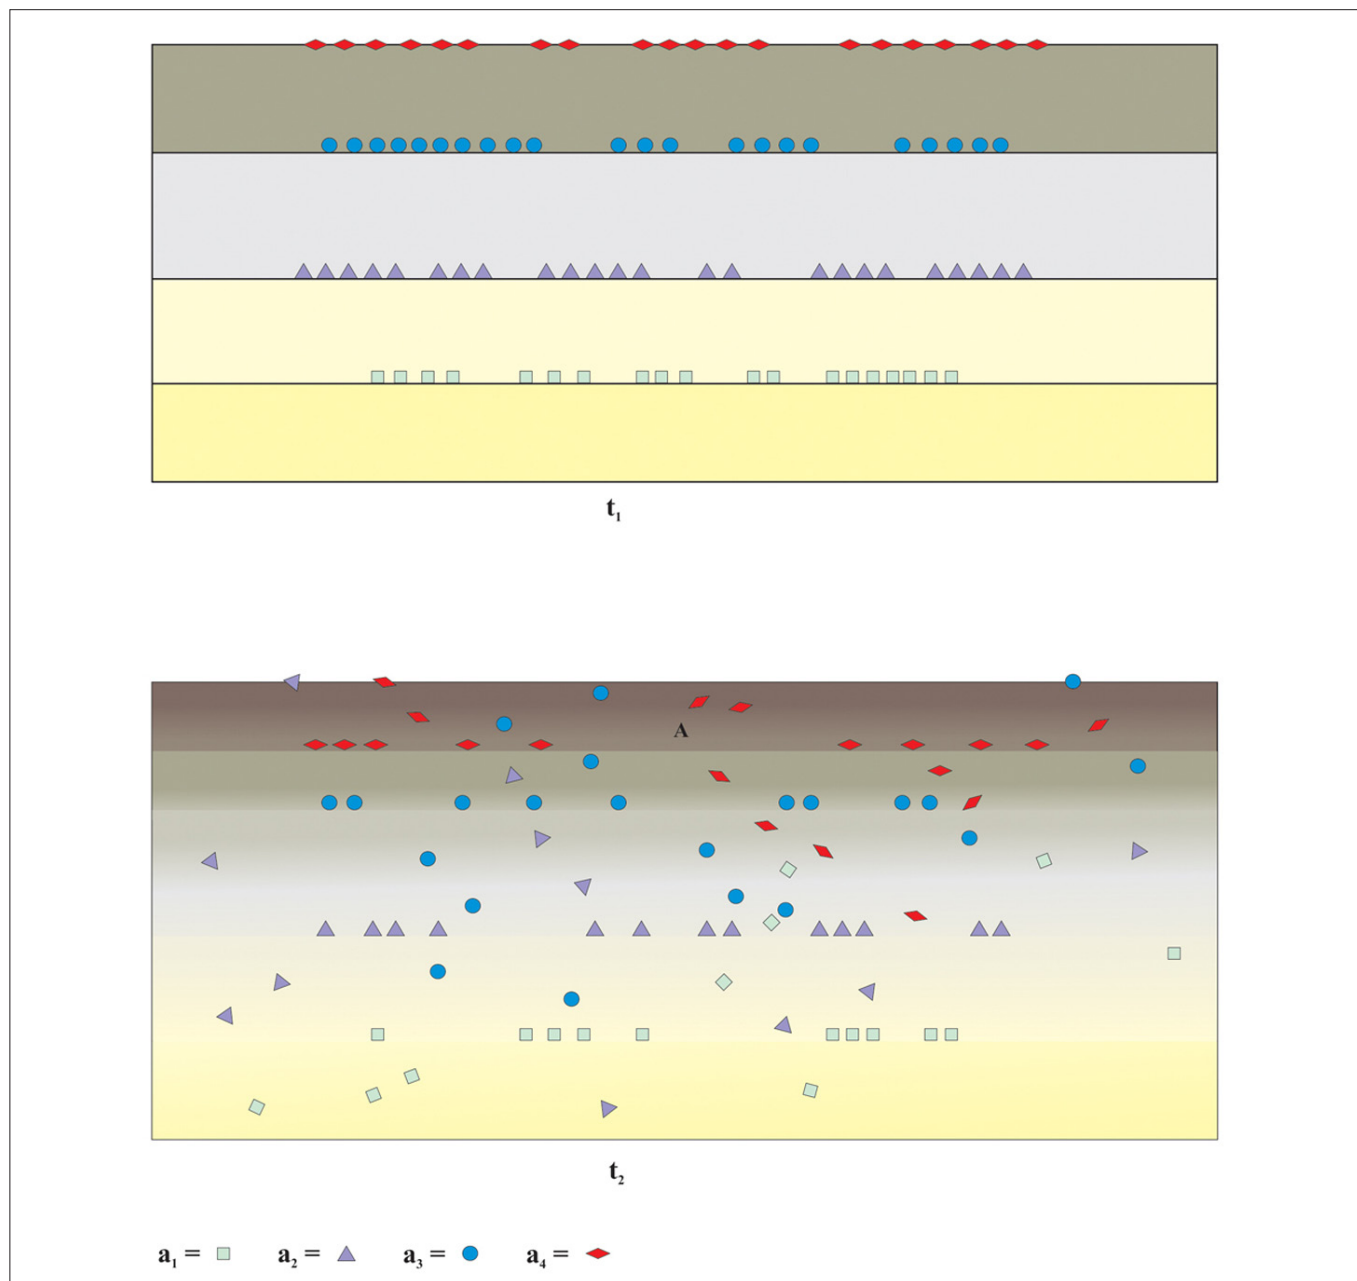 t₁
A
t₂
a₁ = a₂ = a₃ = a₄ =